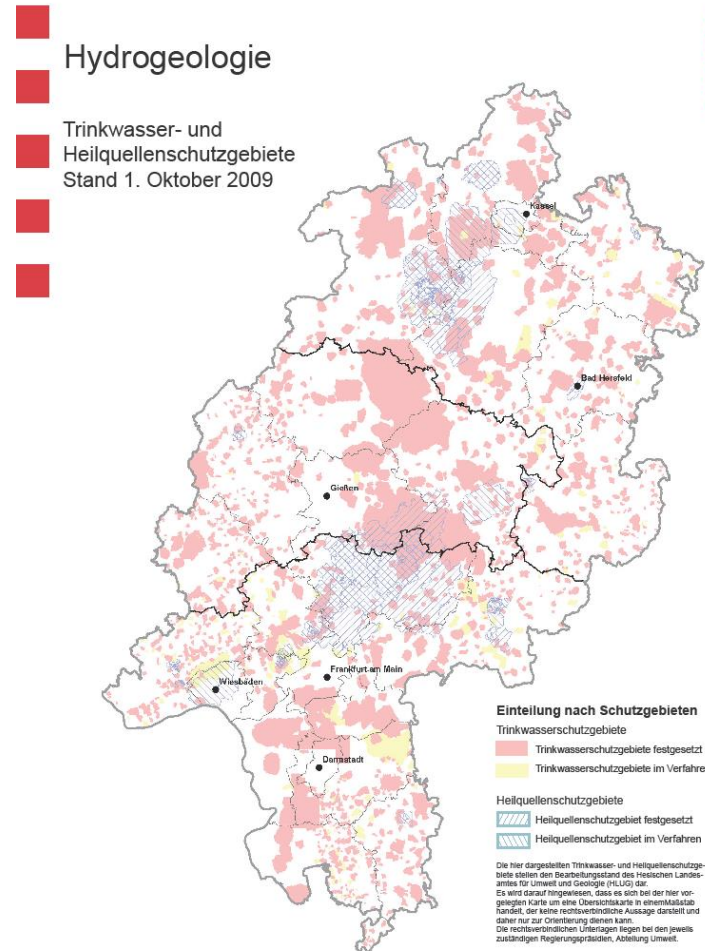 Hydrogeologie
Trinkwasser- und
Heilquellenschutzgebiete
Stand 1. Oktober 2009
Kassel
Bad Hersfeld
Gießen
Frankfurt am Main
Wiesbaden
Darmstadt
Einteilung nach Schutzgebieten
Trinkwasserschutzgebiete
Trinkwasserschutzgebiete festgesetzt
Trinkwasserschutzgebiete im Verfahre
Heilquellenschutzgebiete
Heilquellenschutzgebiet festgesetzt
Heilquellenschutzgebiet im Verfahren
Die hier dargestellten Trinkwasser- und Heilquellenschutzge-
biete stellen den Bearbeitungsstand des Hessischen Landes-
amtes für Umwelt und Geologie (HLUG) dar.
Es wird darauf hingewiesen, dass es sich bei der hier vor-
gelegten Karte um eine Übersichtskarte in einemMaßstab
handelt, der keine rechtsverbindliche Aussage darstellt und
daher nur zur Orientierung dienen kann.
Die rechtsverbindlichen Unterlagen liegen bei den jeweils
zuständigen Regierungspräsidien, Abteilung Umwelt.